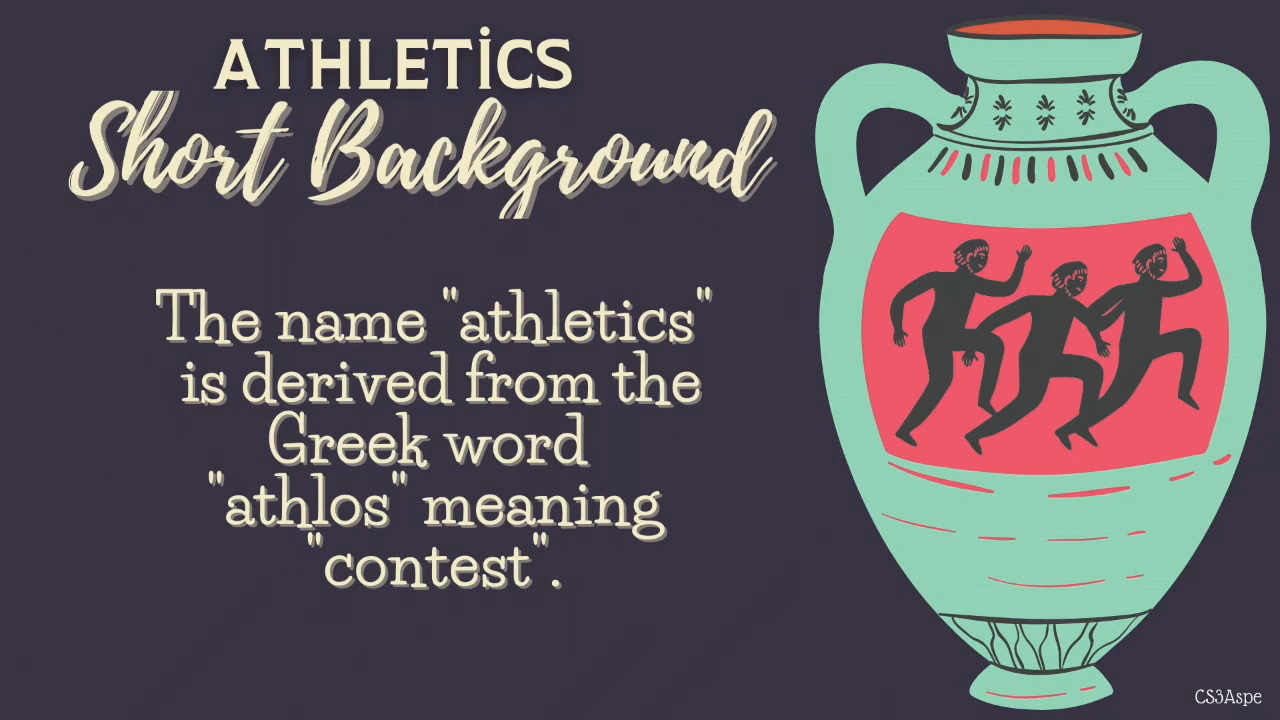 ATHLETİCS
Short Background
The name "athletics"
is derived from the
Greek word
"athlos" meaning
"contest".
CS3Aspe